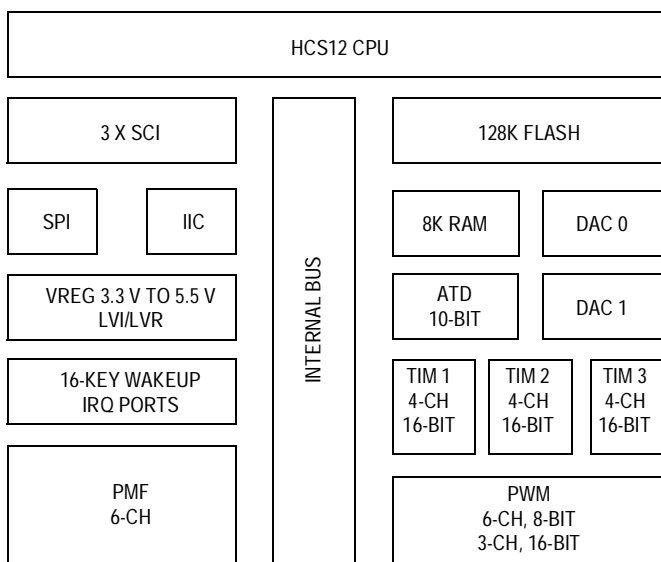 HCS12 CPU
3 X SCI
128K FLASH
SPI
IIC
8K RAM
DAC 0
VREG 3.3 V TO 5.5 V
LVI/LVR
INTERNAL BUS
ATD
10-BIT
DAC 1
16-KEY WAKEUP
IRQ PORTS
TIM 1
4-CH
16-BIT
TIM 2
4-CH
16-BIT
TIM 3
4-CH
16-BIT
PMF
6-CH
PWM
6-CH, 8-BIT
3-CH, 16-BIT